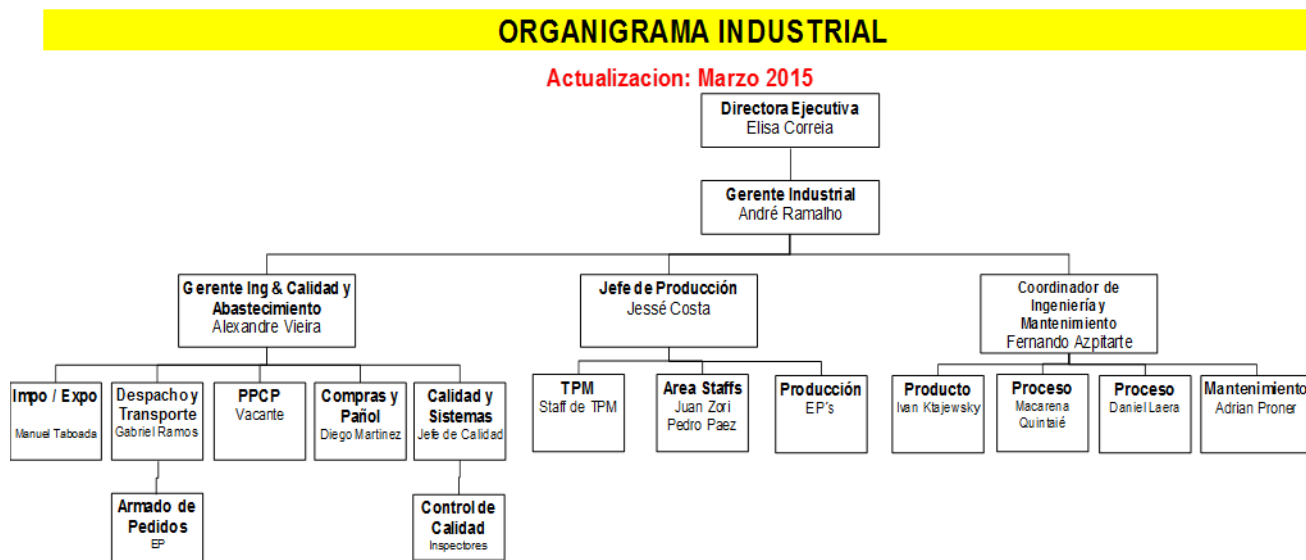 ORGANIGRAMA INDUSTRIAL
Actualizacion: Marzo 2015
Directora Ejecutiva
Elisa Correia
Gerente Industrial
André Ramalho
Gerente Ing & Calidad y
Abastecimiento
Alexandre Vieira
Jefe de Producción
Jessé Costa
Coordinador de
Ingeniería y
Mantenimiento
Fernando Azpitarte
Impo / Expo
Manuel Taboada
Despacho y
Transporte
Gabriel Ramos
PPCP
Vacante
Compras y
Pañol
Diego Martinez
Calidad y
Sistemas
Jefe de Calidad
TPM
Staff de TPM
Area Staffs
Juan Zori
Pedro Paez
Producción
EP's
Producto
Ivan Ktajewsky
Proceso
Macarena
Quintaié
Proceso
Daniel Laera
Mantenimiento
Adrian Proner
Armado de
Pedidos
EP
Control de
Calidad
Inspectores